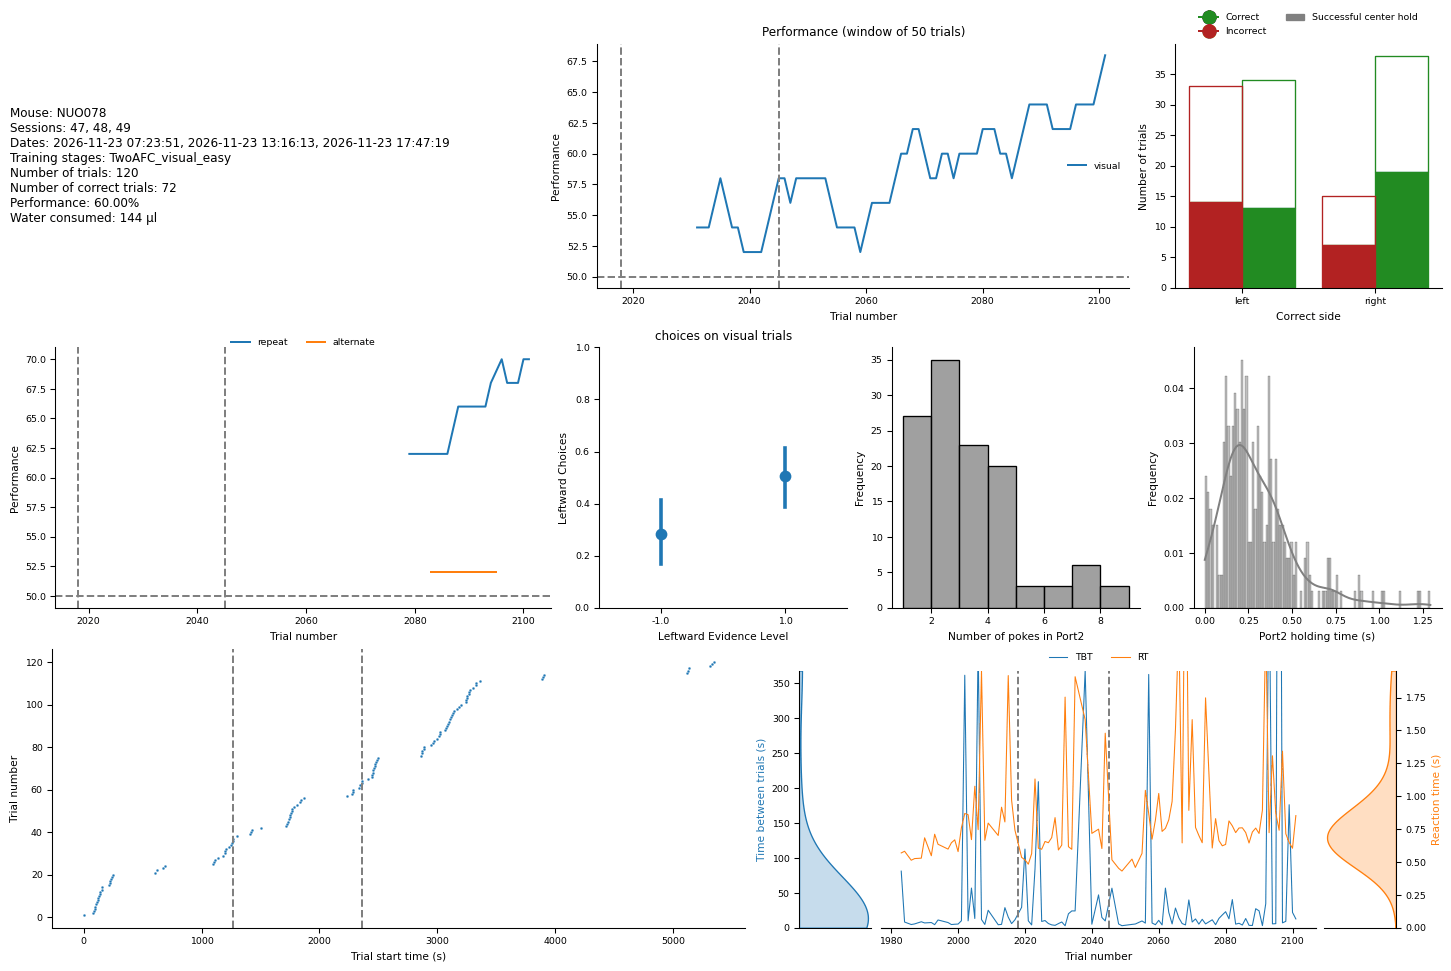 Mouse: NUO078
Sessions: 47, 48, 49
Dates: 2026-11-23 07:23:51, 2026-11-23 13:16:13, 2026-11-23 17:47:19
Training stages: TwoAFC_visual_easy
Number of trials: 120
Number of correct trials: 72
Performance: 60.00%
Water consumed: 144 µl
Performance (window of 50 trials)
67.5
65.0
62.5
60.0
57.5
55.0
52.5
50.0
Performance
visual
2020 2040 2060 2080 2100
Trial number
Correct
Incorrect
Successful center hold
35
30
25
20
15
10
5
0
Number of trials
left right
Correct side
repeat alternate
70.0
67.5
65.0
62.5
60.0
57.5
55.0
52.5
50.0
Performance
2020 2040 2060 2080 2100
Trial number
choices on visual trials
1.0
0.8
0.6
0.4
0.2
0.0
Leftward Choices
-1.0 1.0
Leftward Evidence Level
35
30
25
20
15
10
5
0
Frequency
2 4 6 8
Number of pokes in Port2
0.04
0.03
0.02
0.01
0.00
Frequency
0.00 0.25 0.50 0.75 1.00 1.25
Port2 holding time (s)
120
100
80
60
40
20
0
Trial number
0 1000 2000 3000 4000 5000
Trial start time (s)
350
300
250
200
150
100
50
0
Time between trials (s)
TBT RT
1980 2000 2020 2040 2060 2080 2100
Trial number
1.75
1.50
1.25
1.00
0.75
0.50
0.25
0.00
Reaction time (s)